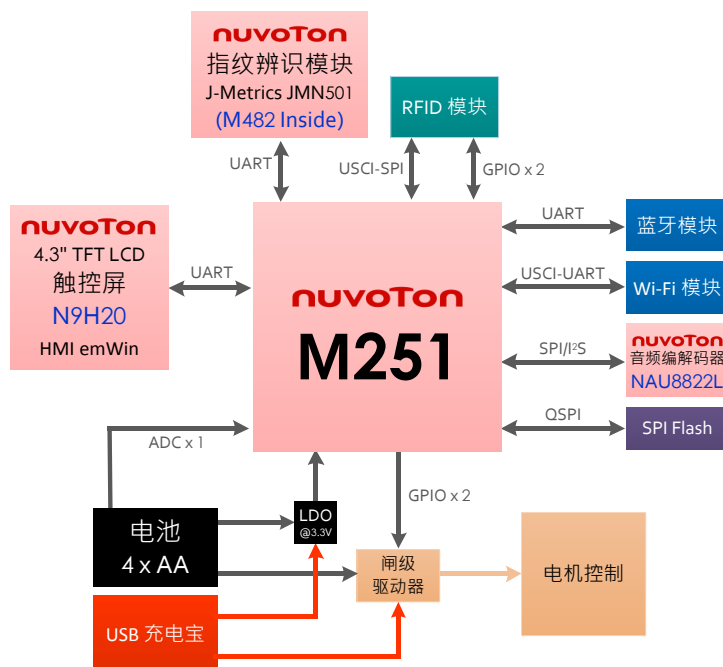 nuvoTon
指纹辨识模块
J-Metrics JMN501
(M482 Inside)
RFID 模块
UART
USCI-SPI
GPIO x 2
nuvoTon
4.3" TFT LCD
触控屏
N9H20
HMI emWin
UART
nuvoTon
M251
UART
蓝牙模块
USCI-UART
Wi-Fi 模块
SPI/I²S
nuvoTon
音频编解码器
NAU8822L
QSPI
SPI Flash
ADC x 1
电池
4 x AA
LDO
@3.3V
GPIO x 2
闸级
驱动器
电机控制
USB 充电宝